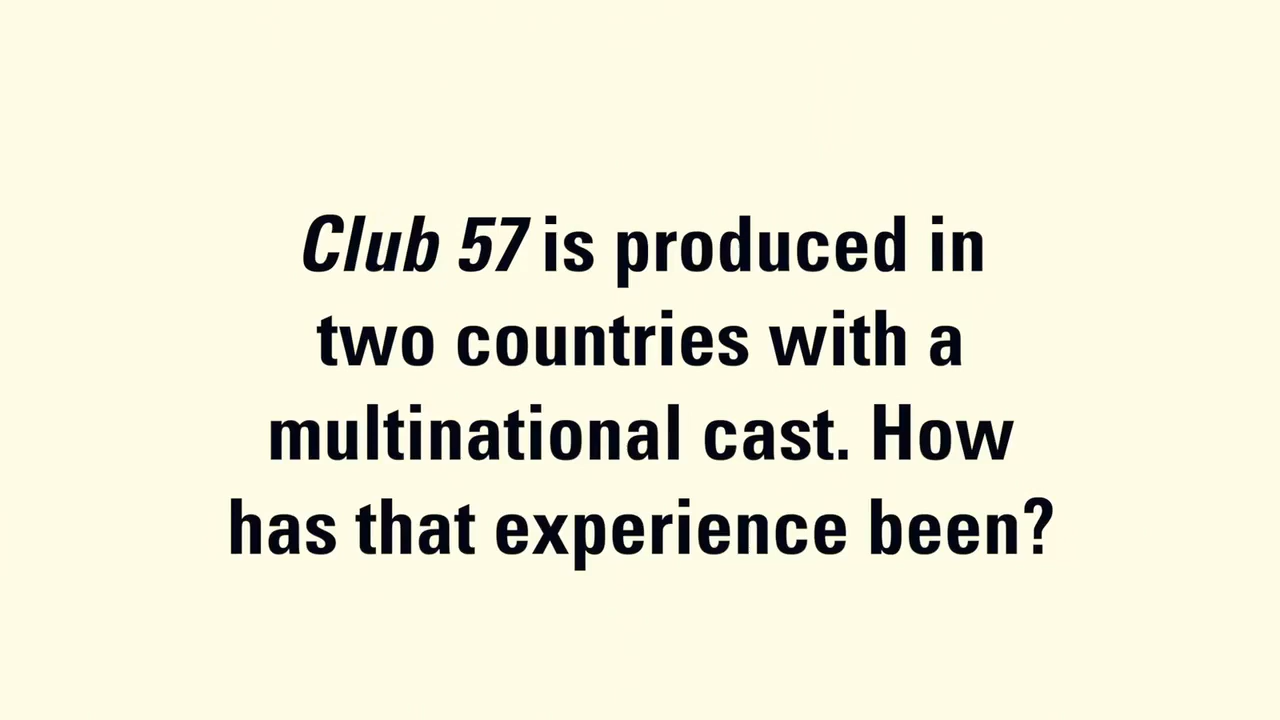 Club 57 is produced in
two countries with a
multinational cast. How
has that experience been?